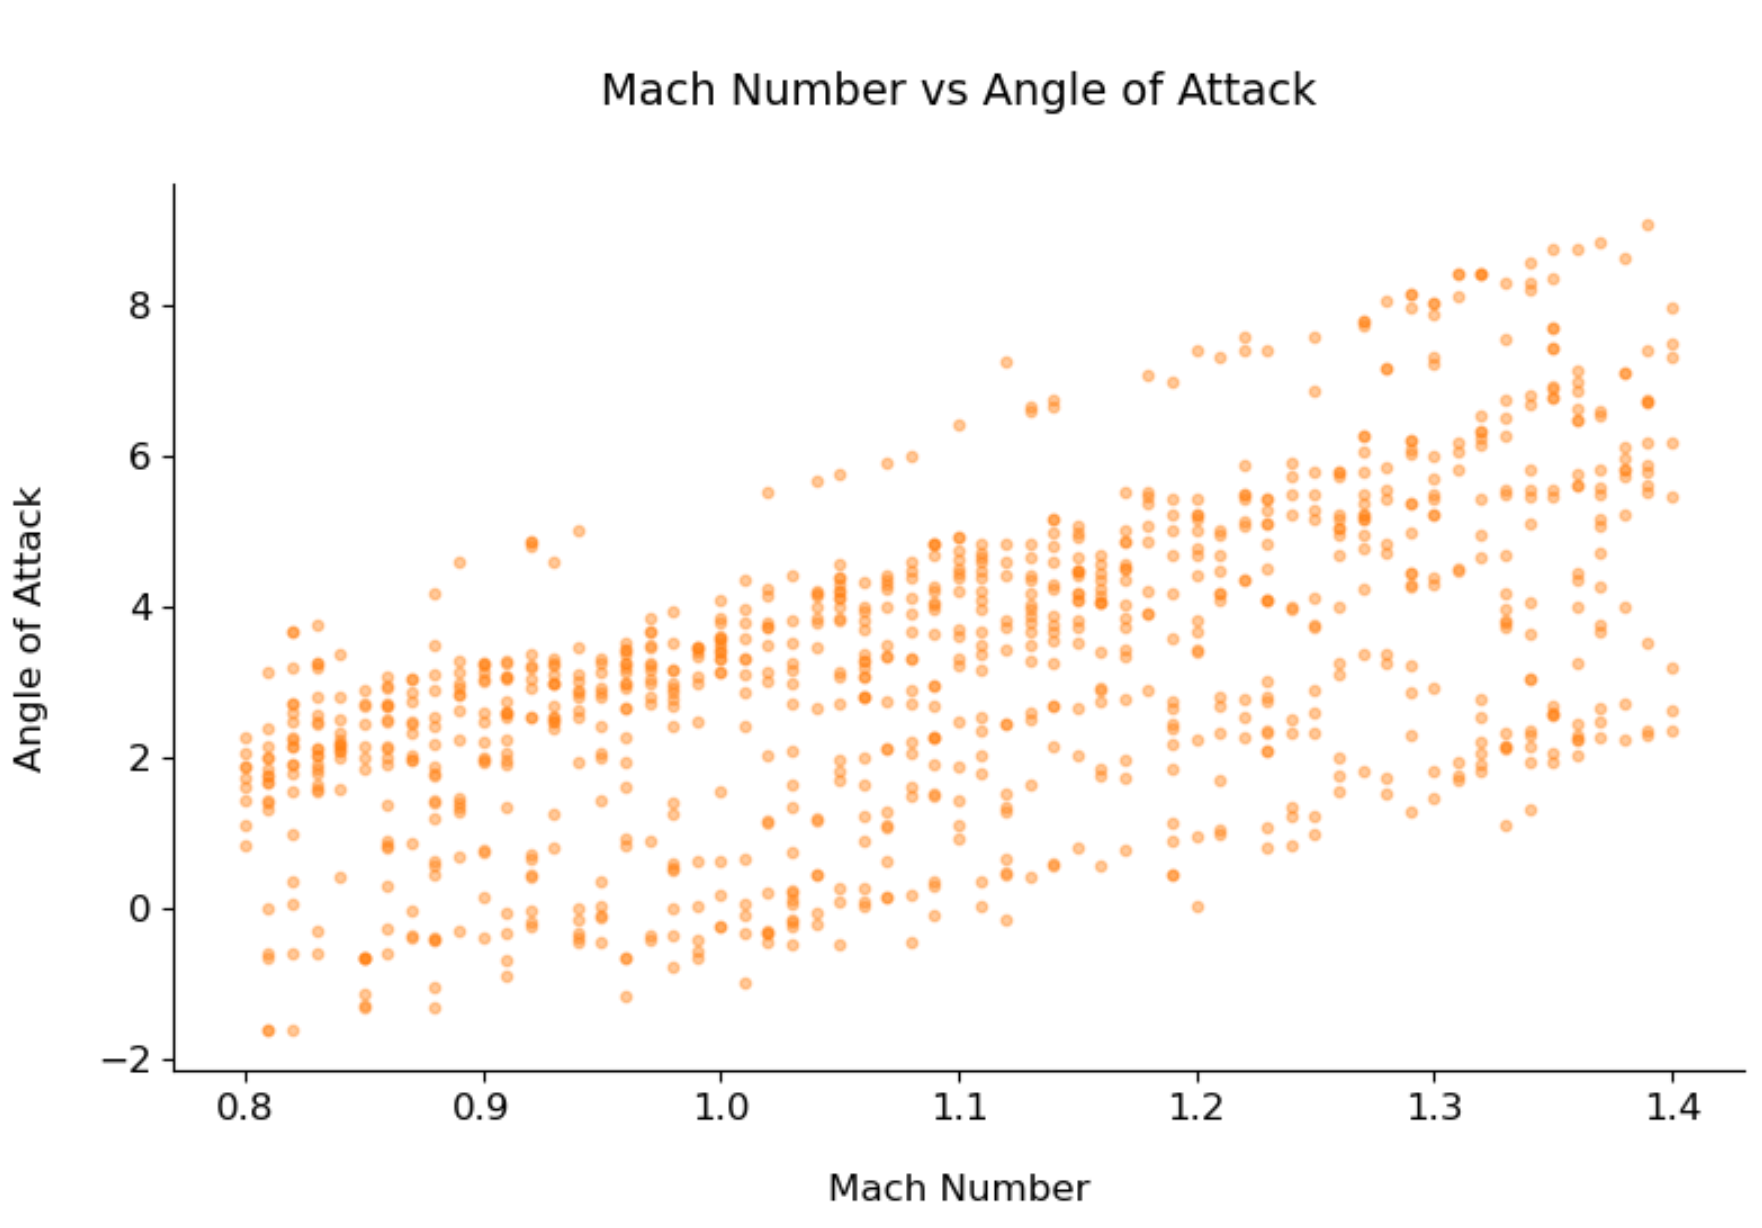 Mach Number vs Angle of Attack
Angle of Attack
8
6
4
2
0
−2
0.8 0.9 1.0 1.1 1.2 1.3 1.4
Mach Number